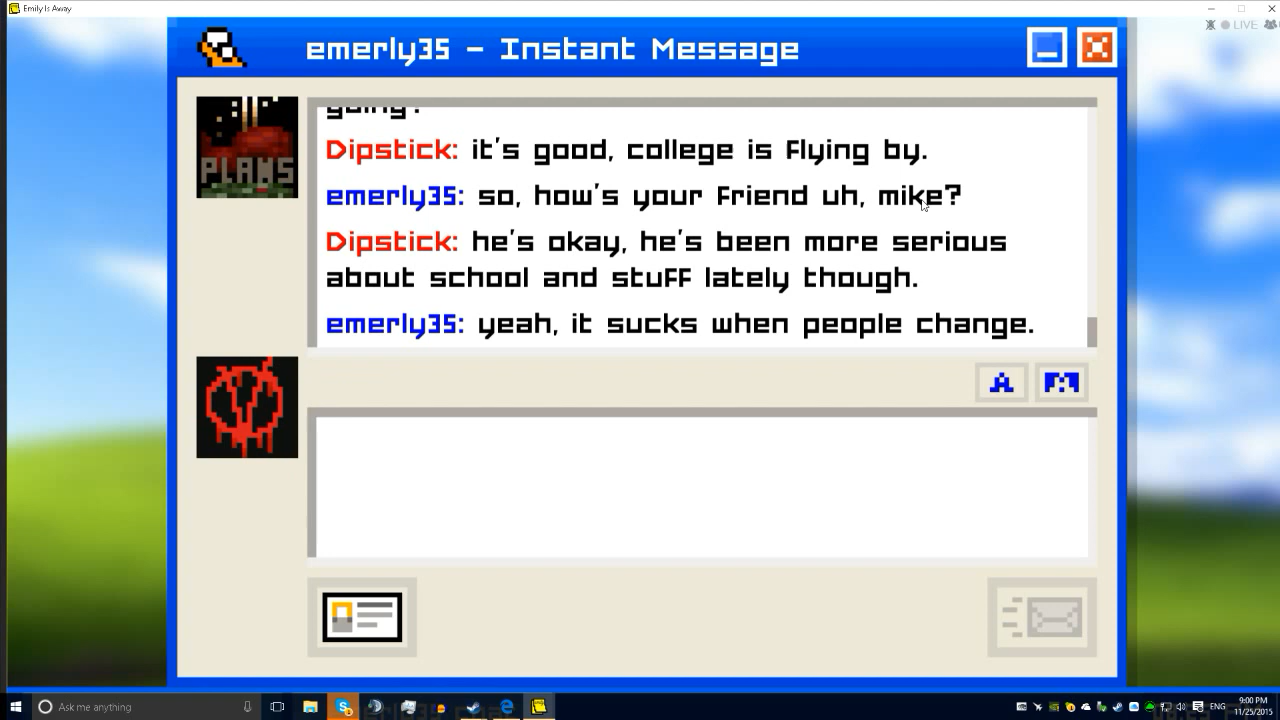 Emily Is Away
LIVE
emerly35 - Instant Message
going?
Dipstick: it's good, college is flying by.
emerly35: so, how's your friend uh, mike?
Dipstick: he's okay, he's been more serious
about school and stuff lately though.
emerly35: yeah, it sucks when people change.
PLANS
A
Ask me anything
9:00 PM
11/25/2015